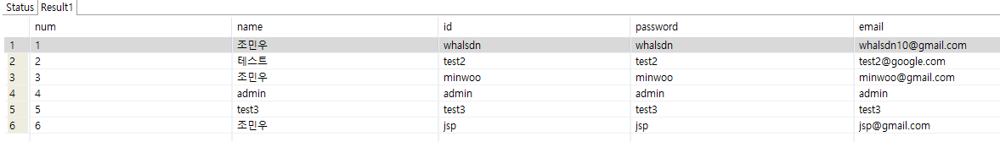 Status Result1
num name id password email
1 1 조민우 whalsdn whalsdn whalsdn10@gmail.com
2 2 테스트 test2 test2 test2@google.com
3 3 조민우 minwoo minwoo minwoo@gmail.com
4 4 admin admin admin admin
5 5 test3 test3 test3 test3
6 6 조민우 jsp jsp jsp@gmail.com